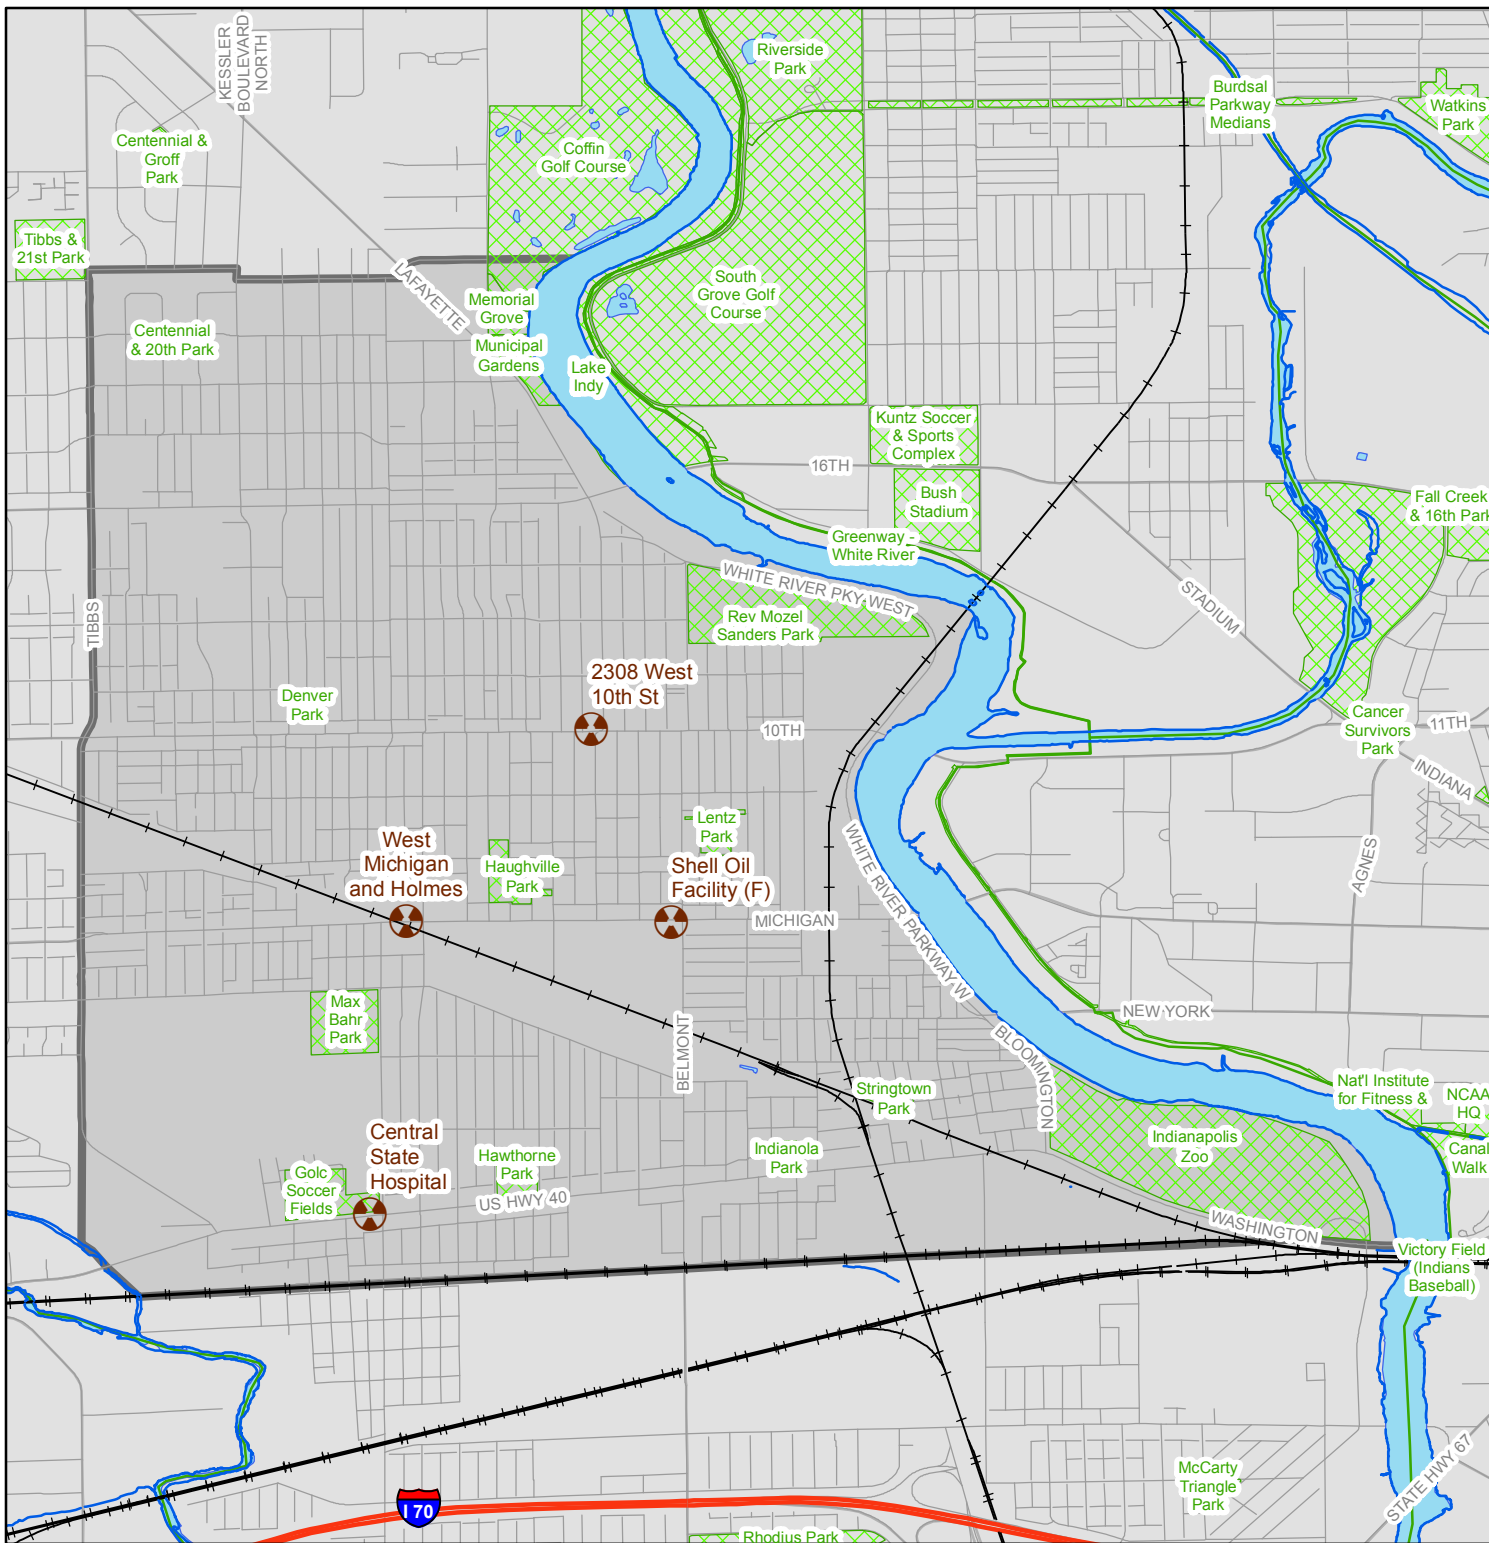 KESSLER
BOULEVARD
NORTH
Riverside
Park
Burdsal
Parkway
Medians
Watkins
Park
Centennial &
Groff
Park
Coffin
Golf Course
Tibbs &
21st Park
LAFAYETTE
Memorial
Grove
South
Grove Golf
Course
Centennial
& 20th Park
Municipal
Gardens
Lake
Indy
Kuntz Soccer
& Sports
Complex
16TH
Bush
Stadium
Fall Creek
& 16th Park
Greenway -
White River
WHITE RIVER PKY WEST
STADIUM
TIBBS
Rev Mozel
Sanders Park
2308 West
10th St
Denver
Park
10TH
Cancer
Survivors
Park
11TH
INDIANA
Lentz
Park
West
Michigan
and Holmes
Haughville
Park
Shell Oil
Facility (F)
AGNES
MICHIGAN
WHITE RIVER PARKWAY W
Max
Bahr
Park
NEW YORK
BELMONT
BLOOMINGTON
Stringtown
Park
Nat'l Institute
for Fitness &
NCAA
HQ
Central
State
Hospital
Hawthorne
Park
Indianola
Park
Indianapolis
Zoo
Canal
Walk
Golc
Soccer
Fields
US HWY 40
WASHINGTON
Victory Field
(Indians
Baseball)
McCarty
Triangle
Park
STATE HWY 67
I 70
Rhodius Park